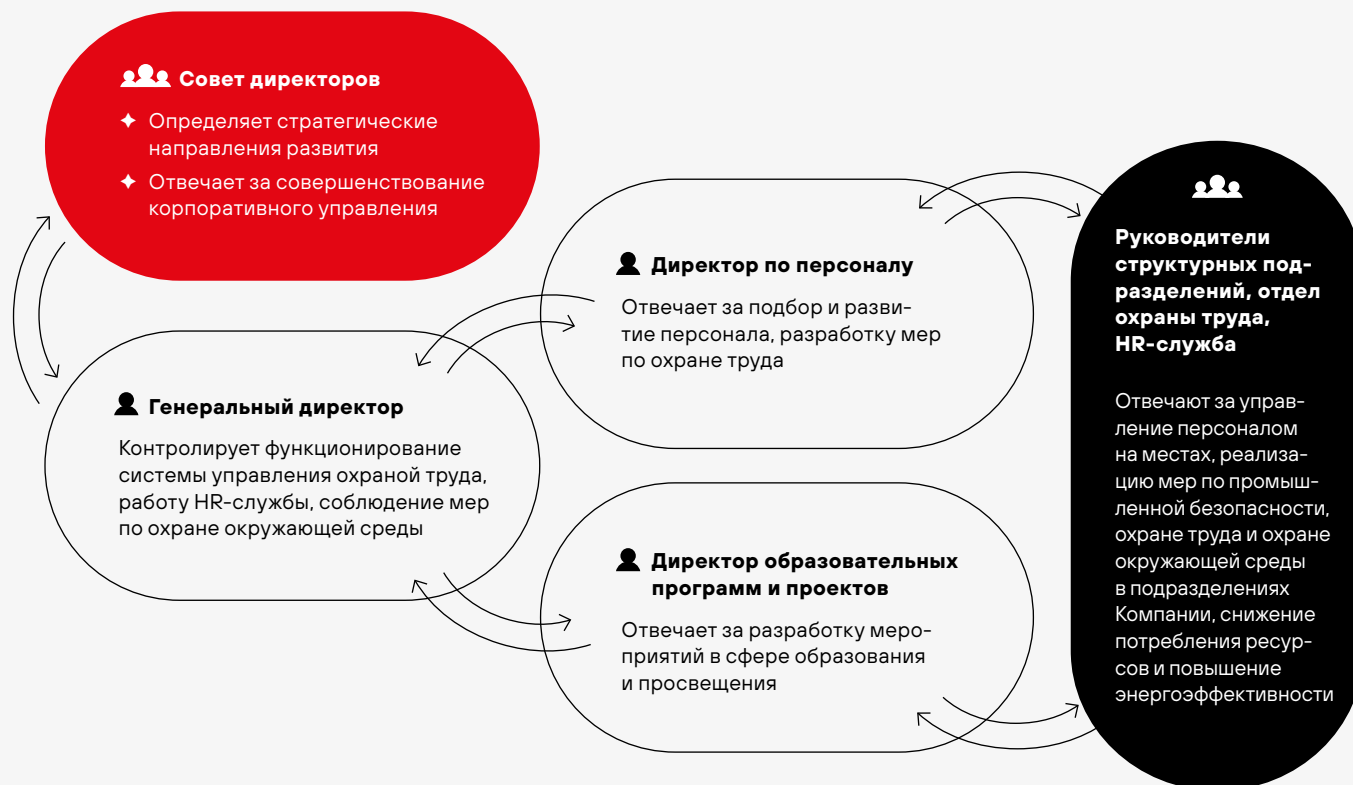 Совет директоров
Определяет стратегические
направления развития
Отвечает за совершенствование
корпоративного управления
Генеральный директор
Контролирует функционирование
системы управления охраной труда,
работу HR-службы, соблюдение мер
по охране окружающей среды
Директор по персоналу
Отвечает за подбор и разви-
тие персонала, разработку мер
по охране труда
Директор образовательных
программ и проектов
Отвечает за разработку меро-
приятий в сфере образования
и просвещения
Руководители
структурных под-
разделений, отдел
охраны труда,
HR-служба
Отвечают за управ-
ление персоналом
на местах, реализа-
цию мер по промыш-
ленной безопасности,
охране труда и охране
окружающей среды
в подразделениях
Компании, снижение
потребления ресур-
сов и повышение
энергоэффективности